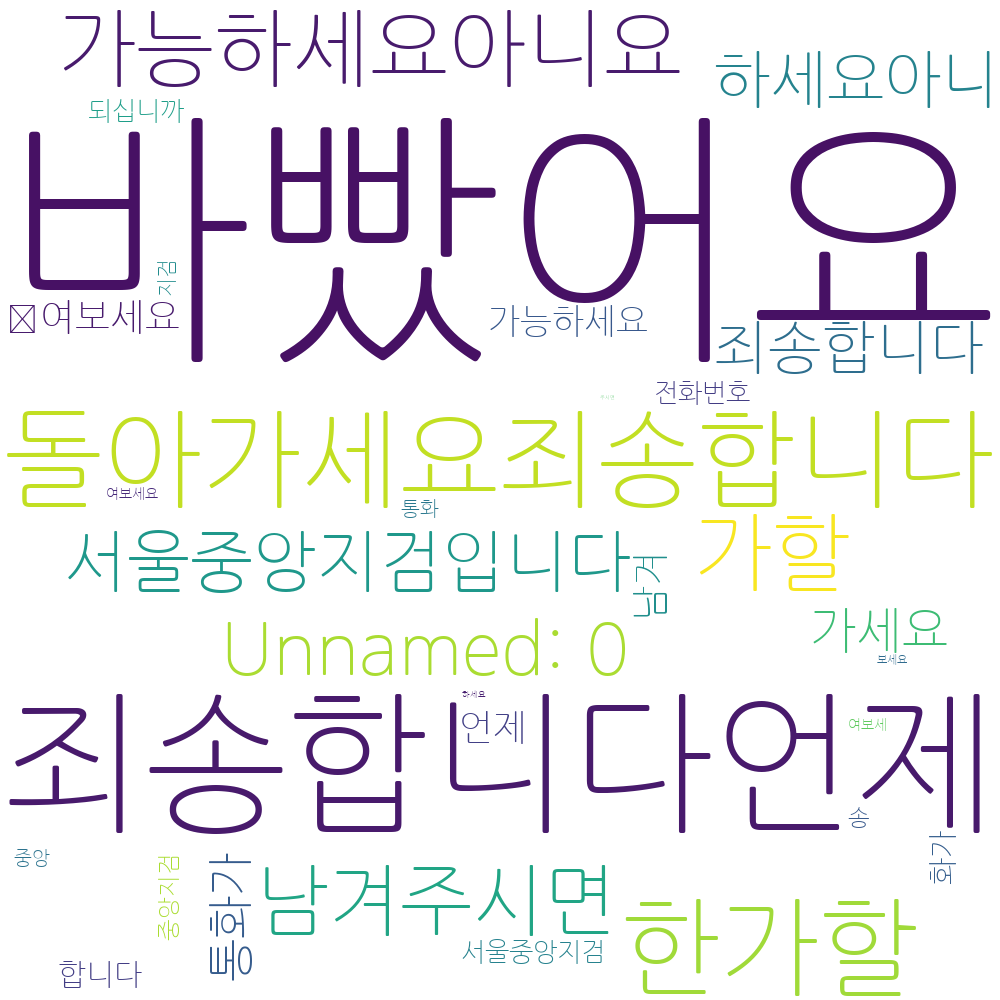 가능하세요아니요
하세요아니
되십니까
바빴어요
지검
여보세요
가능하세요
죄송합니다
전화번호
돌아가세요죄송합니다
여보세요
통화
서울중앙지검입니다
남겨
가할
가세요
보세요
Unnamed: 0
하세요
죄송합니다언제
언제
여보세
송
화가
중앙
중앙지검
통화가
남겨주시면
서울중앙지검
한가할
합니다